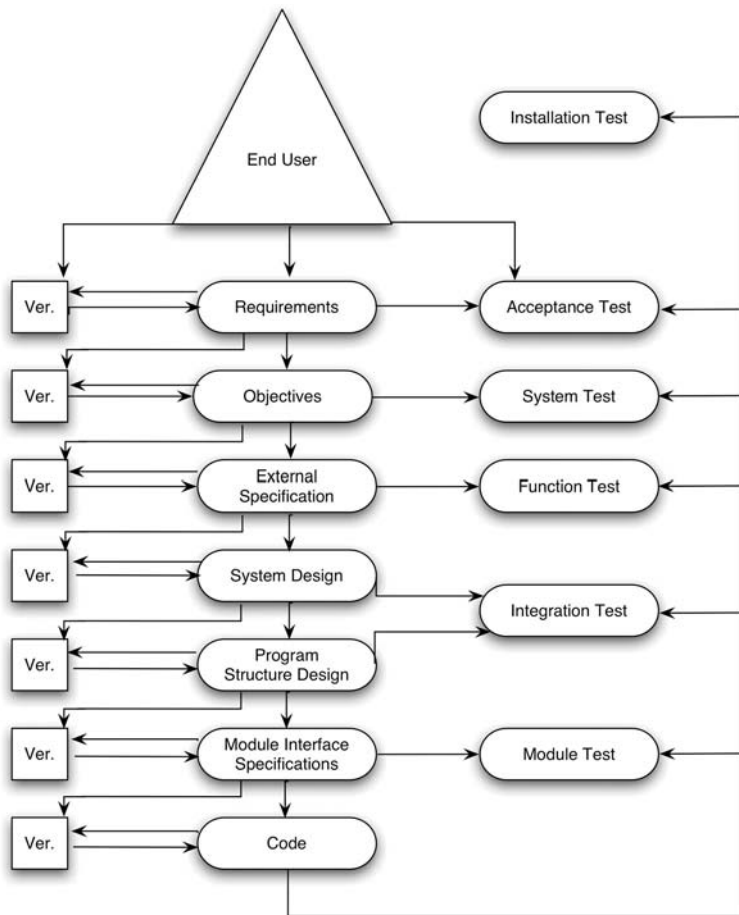 End User
Installation Test
Ver.
Requirements
Acceptance Test
Ver.
Objectives
System Test
Ver.
External
Specification
Function Test
Ver.
System Design
Integration Test
Ver.
Program
Structure Design
Ver.
Module Interface
Specifications
Module Test
Ver.
Code